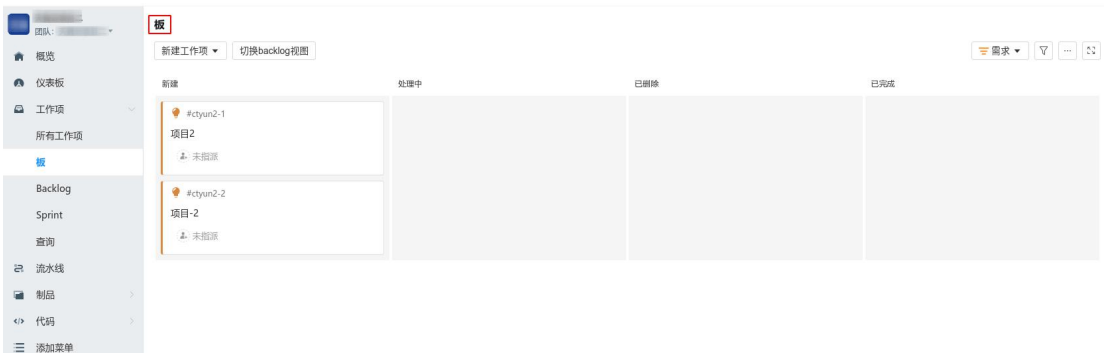 团队:
概览
仪表板
工作项
所有工作项
板
Backlog
Sprint
查询
流水线
制品
代码
添加菜单
板
新建工作项 切换backlog视图
需求
新建 处理中 已删除 已完成
#ctyun2-1
项目2
未指派
#ctyun2-2
项目-2
未指派